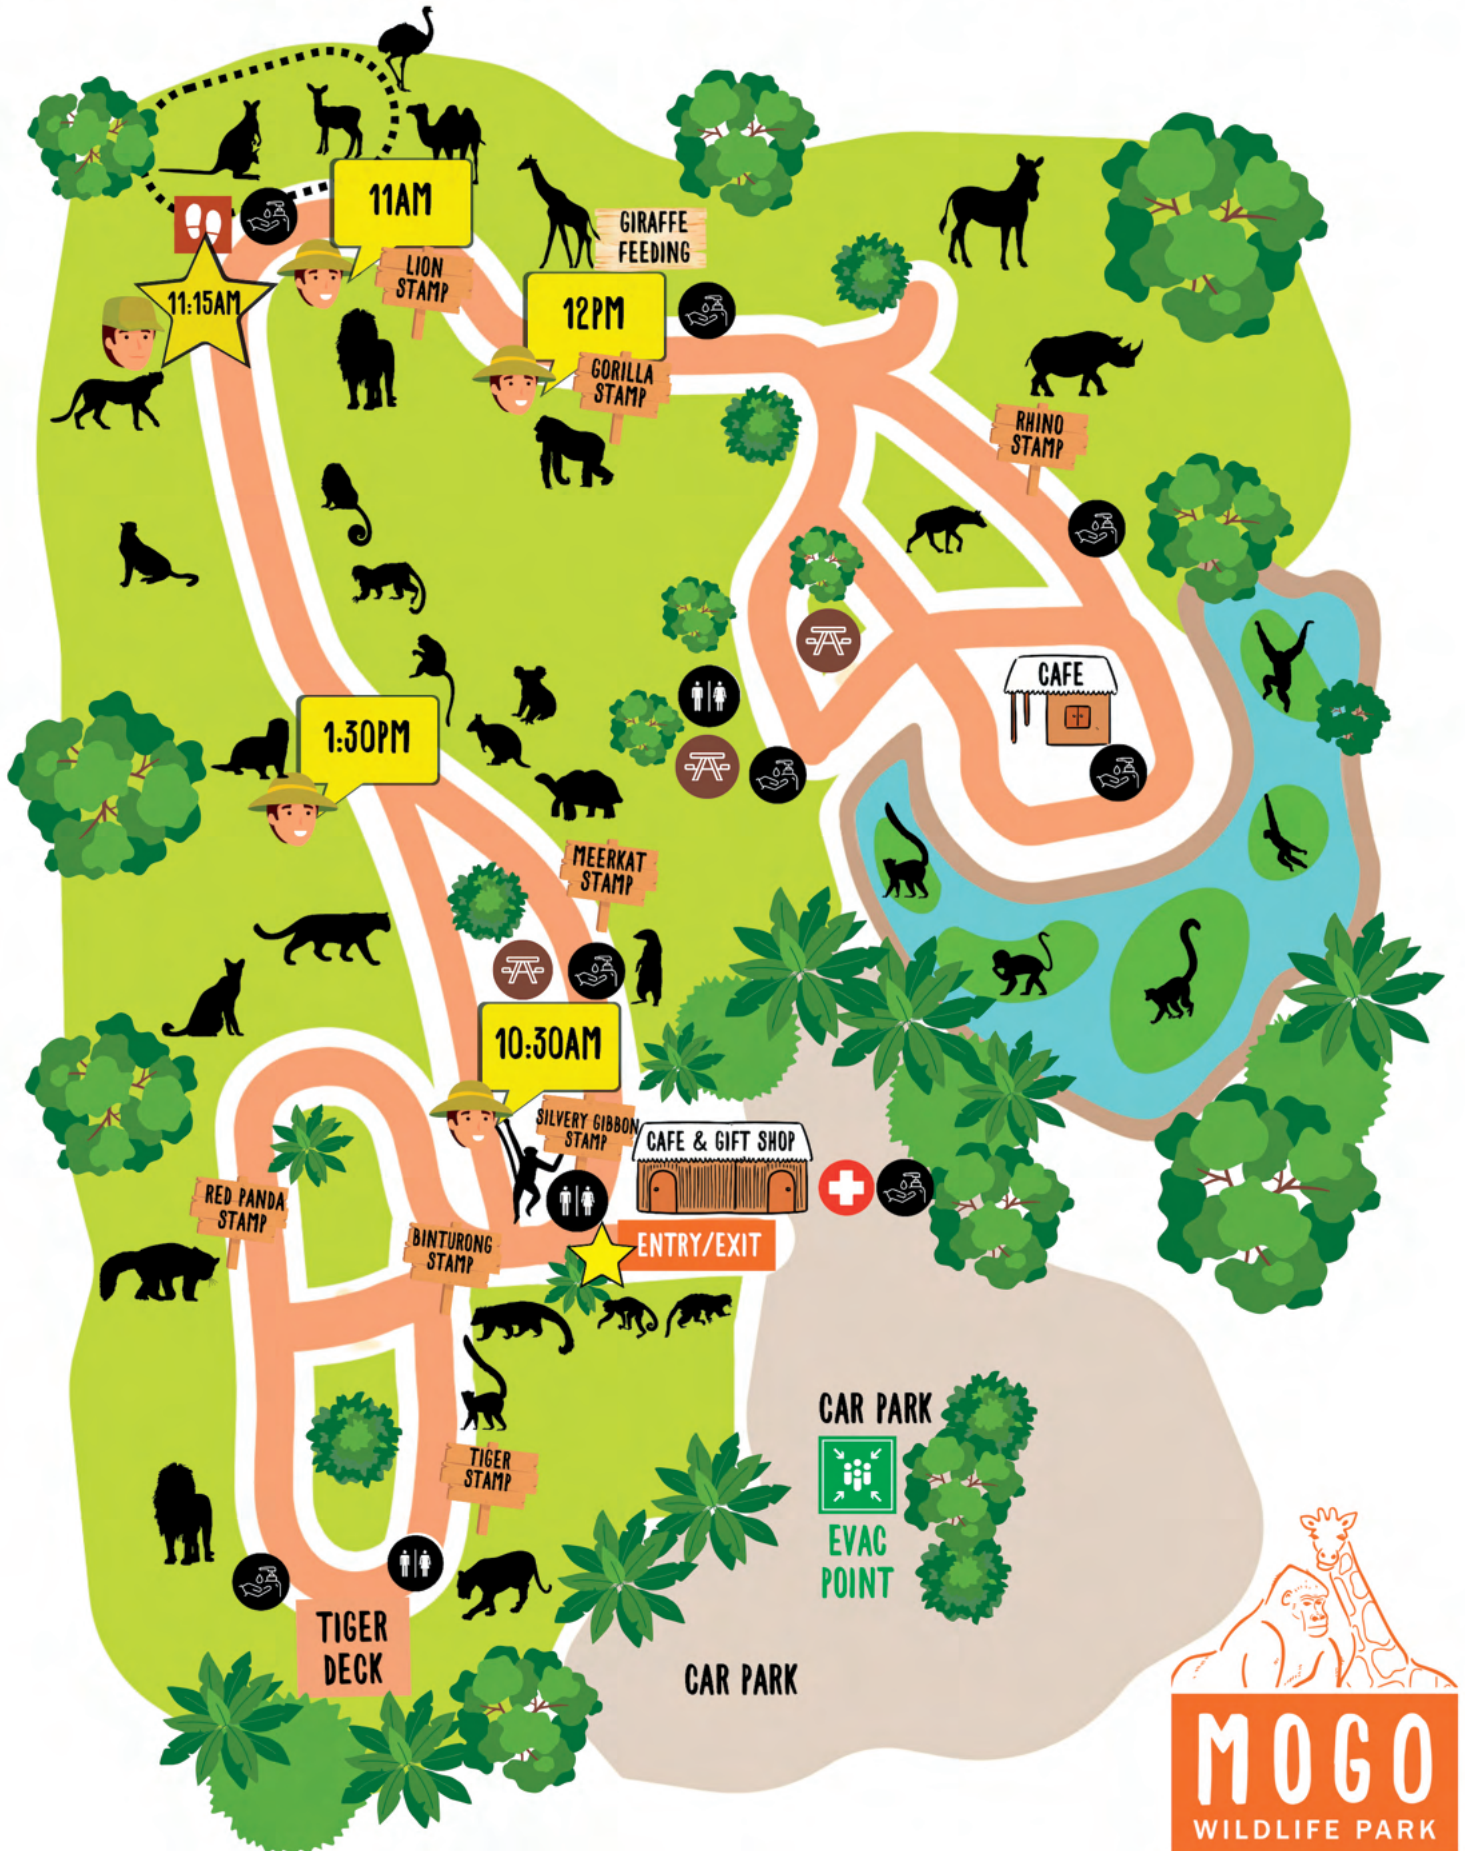 11AM
GIRAFFE
FEEDING
LION
STAMP
11:15AM
12PM
GORILLA
STAMP
RHINO
STAMP
CAFE
1:30PM
MEERKAT
STAMP
10:30AM
SILVERY GIBBON
STAMP
CAFE & GIFT SHOP
RED PANDA
STAMP
BINTURONG
STAMP
ENTRY/EXIT
CAR PARK
TIGER
STAMP
EVAC
POINT
TIGER
DECK
CAR PARK
MOGO
WILDLIFE PARK